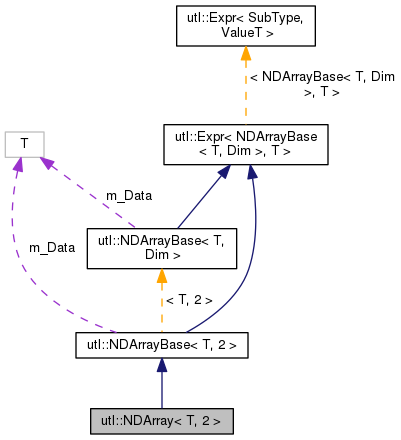 utl::Expr< SubType,
ValueT >
< NDArrayBase< T, Dim
>, T >
utl::Expr< NDArrayBase
< T, Dim >, T >
T
m_Data
m_Data
utl::NDArrayBase< T,
Dim >
< T, 2 >
utl::NDArrayBase< T, 2 >
utl::NDArray< T, 2 >